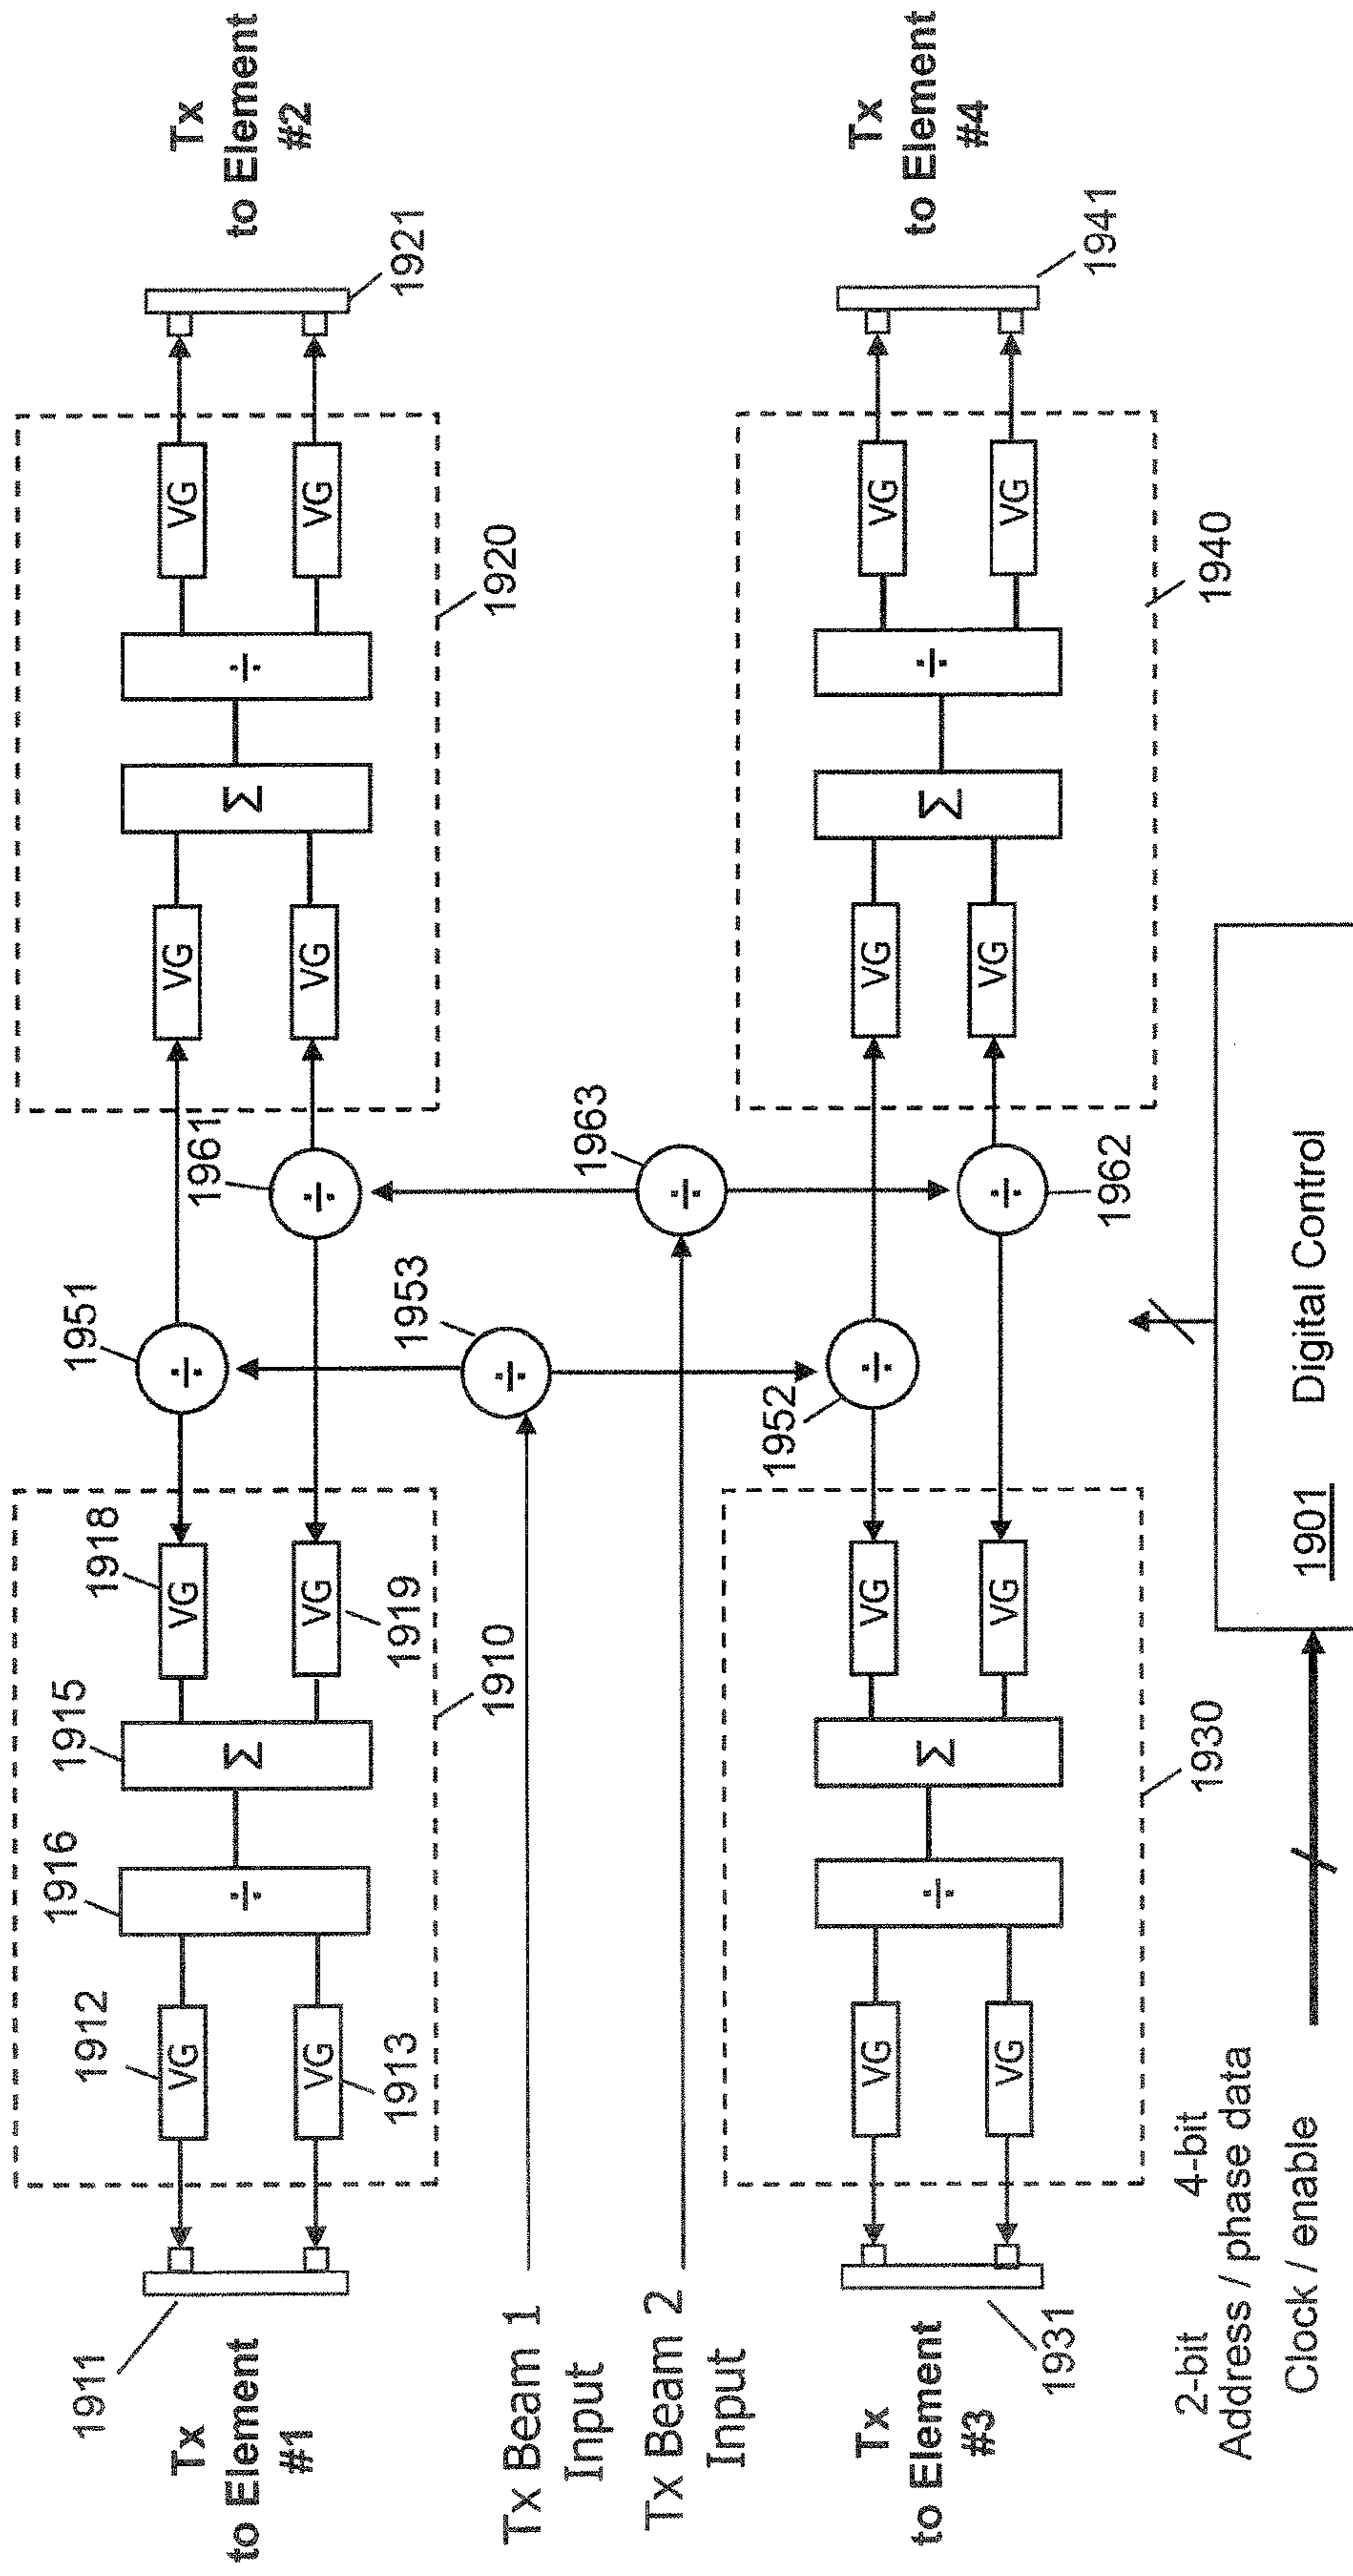 Tx
to Element
#1
1911
1912
VG
1913
VG
1916
÷
1915
Σ
1918
VG
1919
VG
1910
1951
÷
1961
÷
VG
VG
Σ
÷
VG
VG
1920
1921
Tx
to Element
#2
Tx Beam 1
Input
Tx Beam 2
Input
1953
÷
1963
÷
Tx
to Element
#3
1931
VG
VG
÷
Σ
VG
VG
1930
1952
÷
1962
÷
VG
VG
Σ
÷
VG
VG
1940
1941
Tx
to Element
#4
2-bit 4-bit
Address / phase data
Clock / enable
1901 Digital Control